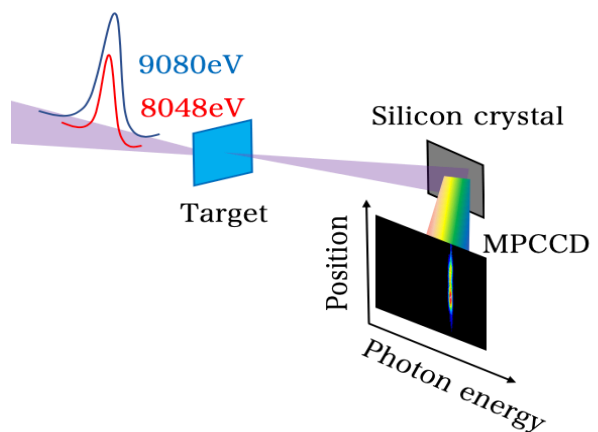 9080eV
8048eV
Silicon crystal
Target
MPCCD
Position
Photon energy